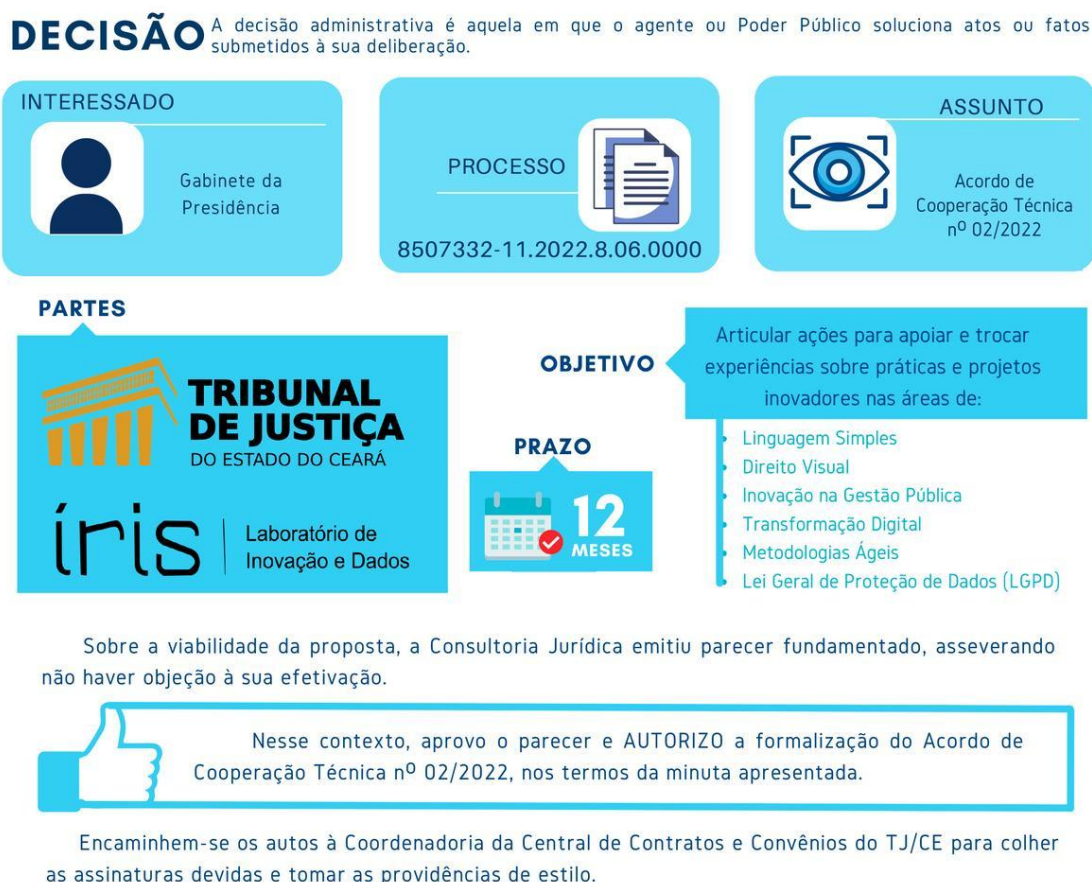 DECISÃO
A decisão administrativa é aquela em que o agente ou Poder Público soluciona atos ou fatos
submetidos à sua deliberação.
INTERESSADO
Gabinete da
Presidência
PROCESSO
8507332-11.2022.8.06.0000
ASSUNTO
Acordo de
Cooperação Técnica
nº 02/2022
PARTES
TRIBUNAL
DE JUSTIÇA
DO ESTADO DO CEARÁ
íris
Laboratório de
Inovação e Dados
PRAZO
12
MESES
OBJETIVO
Articular ações para apoiar e trocar
experiências sobre práticas e projetos
inovadores nas áreas de:
Linguagem Simples
Direito Visual
Inovação na Gestão Pública
Transformação Digital
Metodologias Ágeis
Lei Geral de Proteção de Dados (LGPD)
Sobre a viabilidade da proposta, a Consultoria Jurídica emitiu parecer fundamentado, asseverando
não haver objeção à sua efetivação.
Nesse contexto, aprovo o parecer e AUTORIZO a formalização do Acordo de
Cooperação Técnica nº 02/2022, nos termos da minuta apresentada.
Encaminhem-se os autos à Coordenadoria da Central de Contratos e Convênios do TJ/CE para colher
as assinaturas devidas e tomar as providências de estilo.